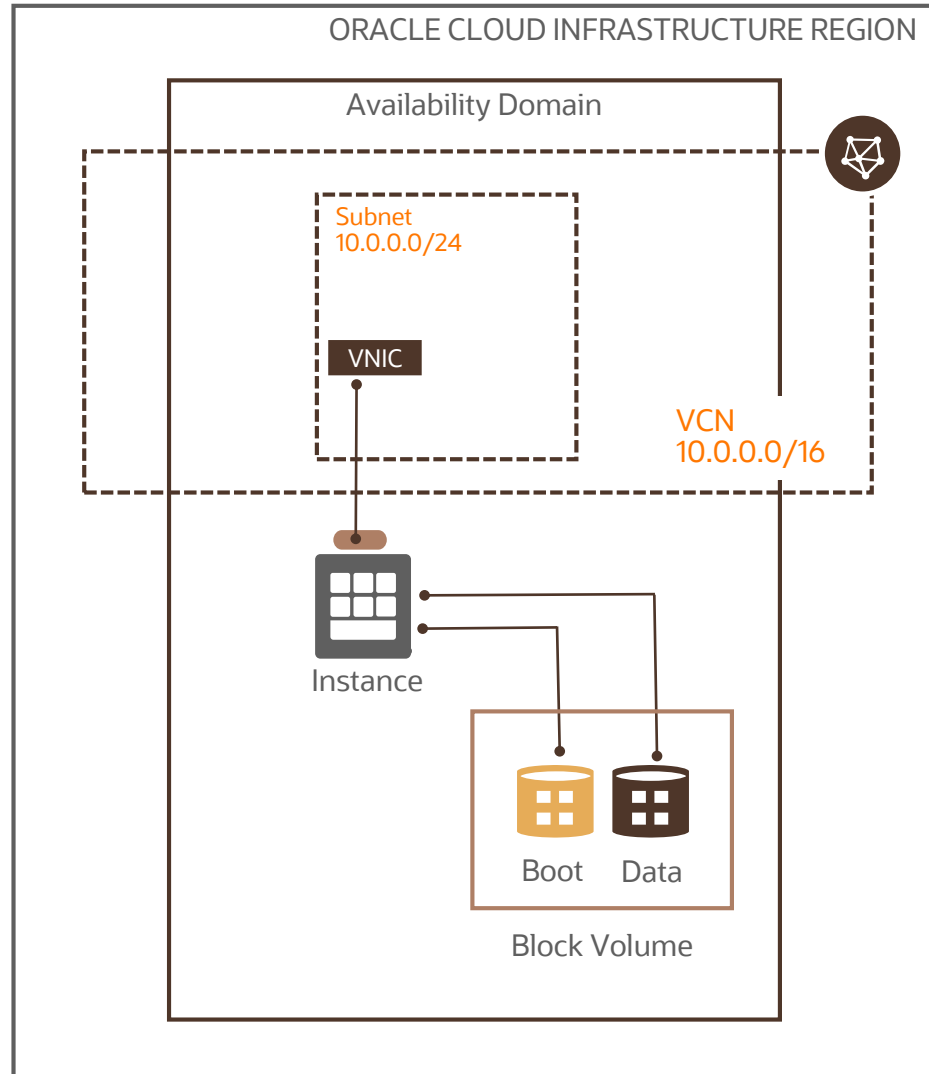 ORACLE CLOUD INFRASTRUCTURE REGION
Availability Domain
Subnet
10.0.0.0/24
VNIC
VCN
10.0.0.0/16
Instance
Boot
Data
Block Volume